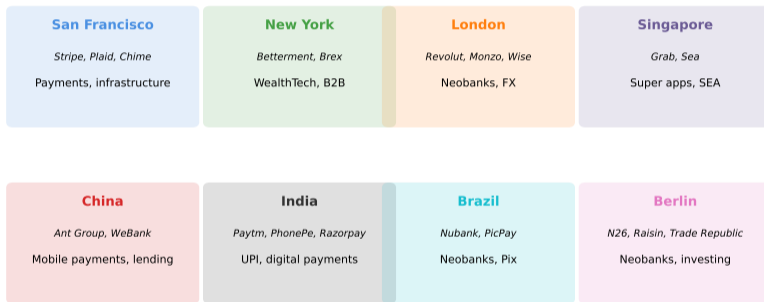 San Francisco
Stripe, Plaid, Chime
Payments, infrastructure
New York
Betterment, Brex
WealthTech, B2B
London
Revolut, Monzo, Wise
Neobanks, FX
Singapore
Grab, Sea
Super apps, SEA
China
Ant Group, WeBank
Mobile payments, lending
India
Paytm, PhonePe, Razorpay
UPI, digital payments
Brazil
Nubank, PicPay
Neobanks, Pix
Berlin
N26, Raisin, Trade Republic
Neobanks, investing